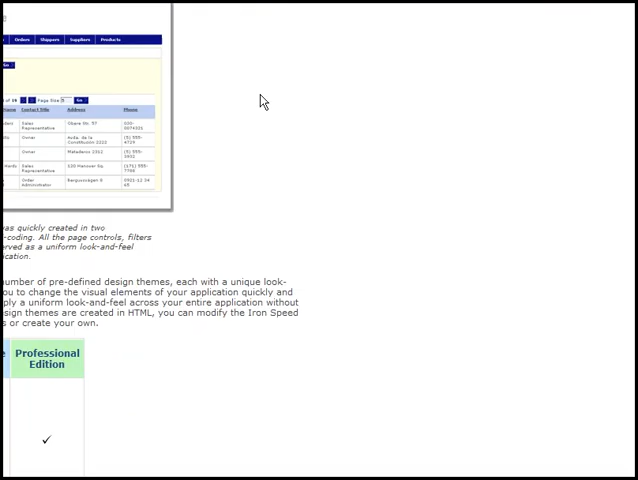 Orders Shippers Suppliers Products
Go
of 19 Page Size 5 Go
Name Contact Title Address Phone
Sales Representative Obere Str. 57 030-0074321
Owner Avda. de la Constitución 2222 (5) 555-4729
Owner Mataderos 2312 (5) 555-3932
Hardy Sales Representative 120 Hanover Sq. (171) 555-7788
Order Administrator Berguvsvägen 8 0921-12 34 65
was quickly created in two
-coding. All the page controls, filters
erved as a uniform look-and-feel
ication.
number of pre-defined design themes, each with a unique look-
ou to change the visual elements of your application quickly and
ply a uniform look-and-feel across your entire application without
esign themes are created in HTML, you can modify the Iron Speed
s or create your own.
e Professional
Edition
✓